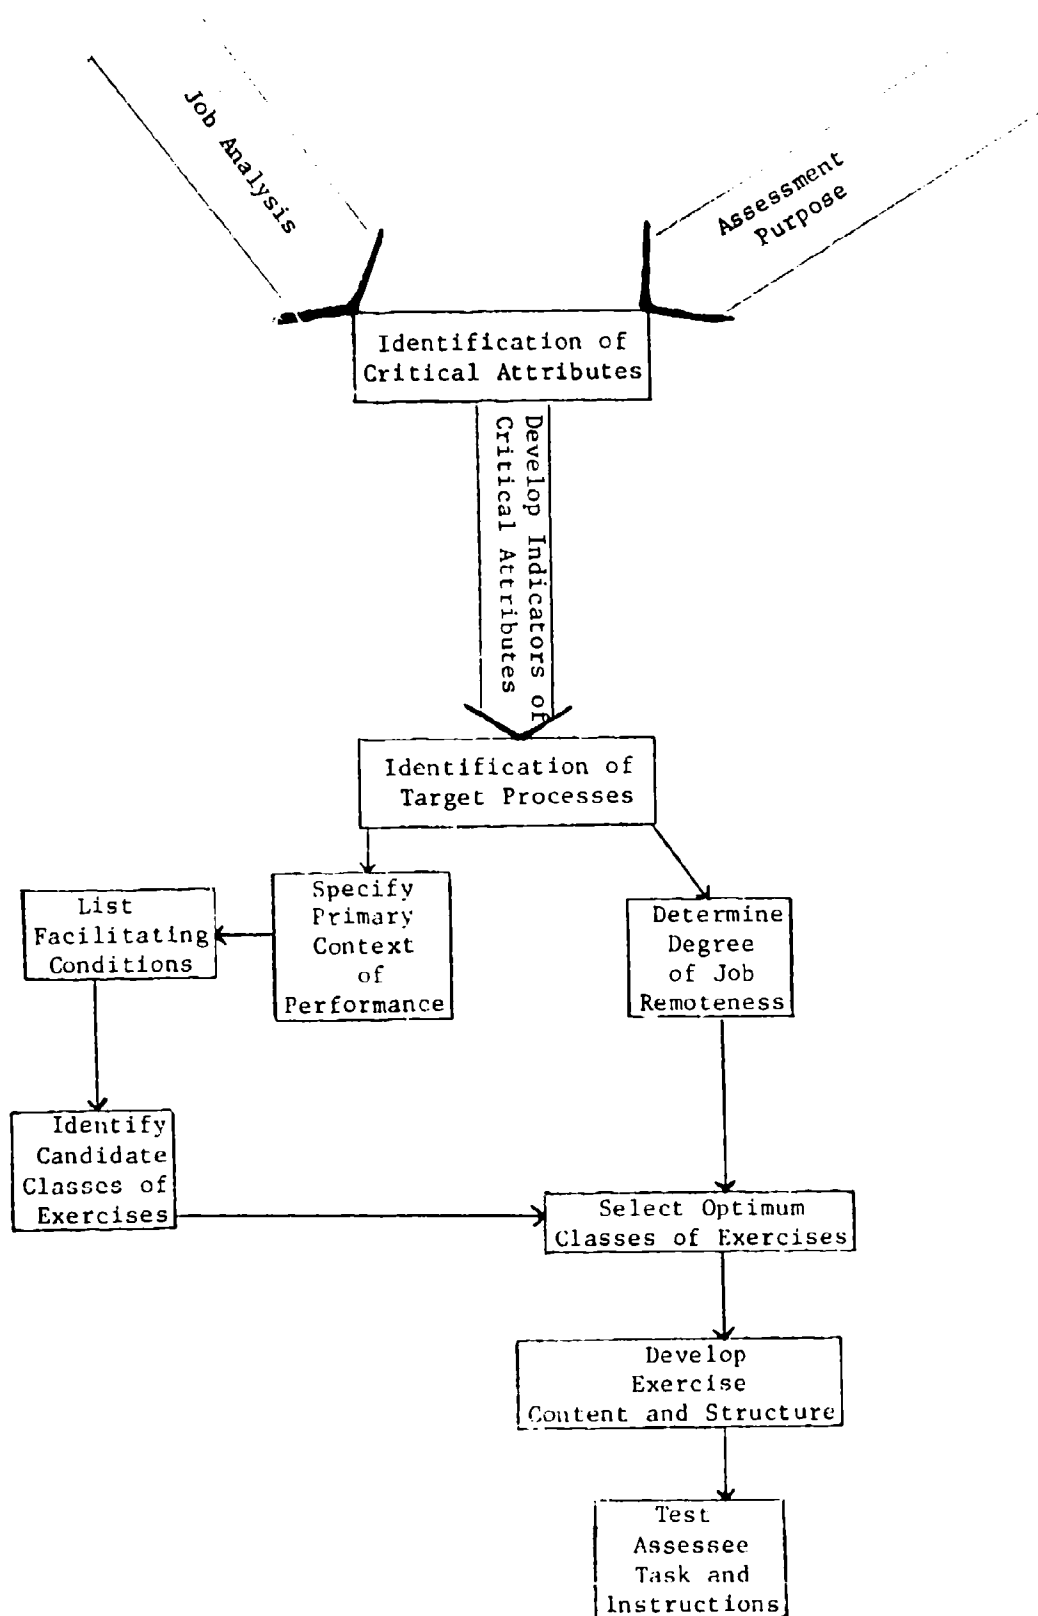 Job Analysis
Assessment
Purpose
Identification of
Critical Attributes
Develop Indicators of
Critical Attributes
Identification of
Target Processes
List
Facilitating
Conditions
Specify
Primary
Context
of
Performance
Determine
Degree
of Job
Remoteness
Identify
Candidate
Classes of
Exercises
Select Optimum
Classes of Exercises
Develop
Exercise
Content and Structure
Test
Assessee
Task and
Instructions